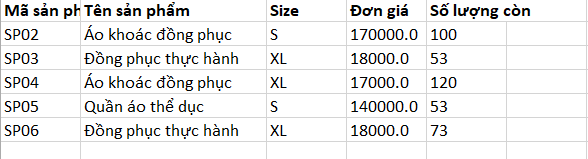 Mã sản ph Tên sản phẩm Size Đơn giá Số lượng còn
SP02 Áo khoác đồng phục S 170000.0 100
SP03 Đồng phục thực hành XL 18000.0 53
SP04 Áo khoác đồng phục XL 17000.0 120
SP05 Quần áo thể dục S 140000.0 53
SP06 Đồng phục thực hành XL 18000.0 73